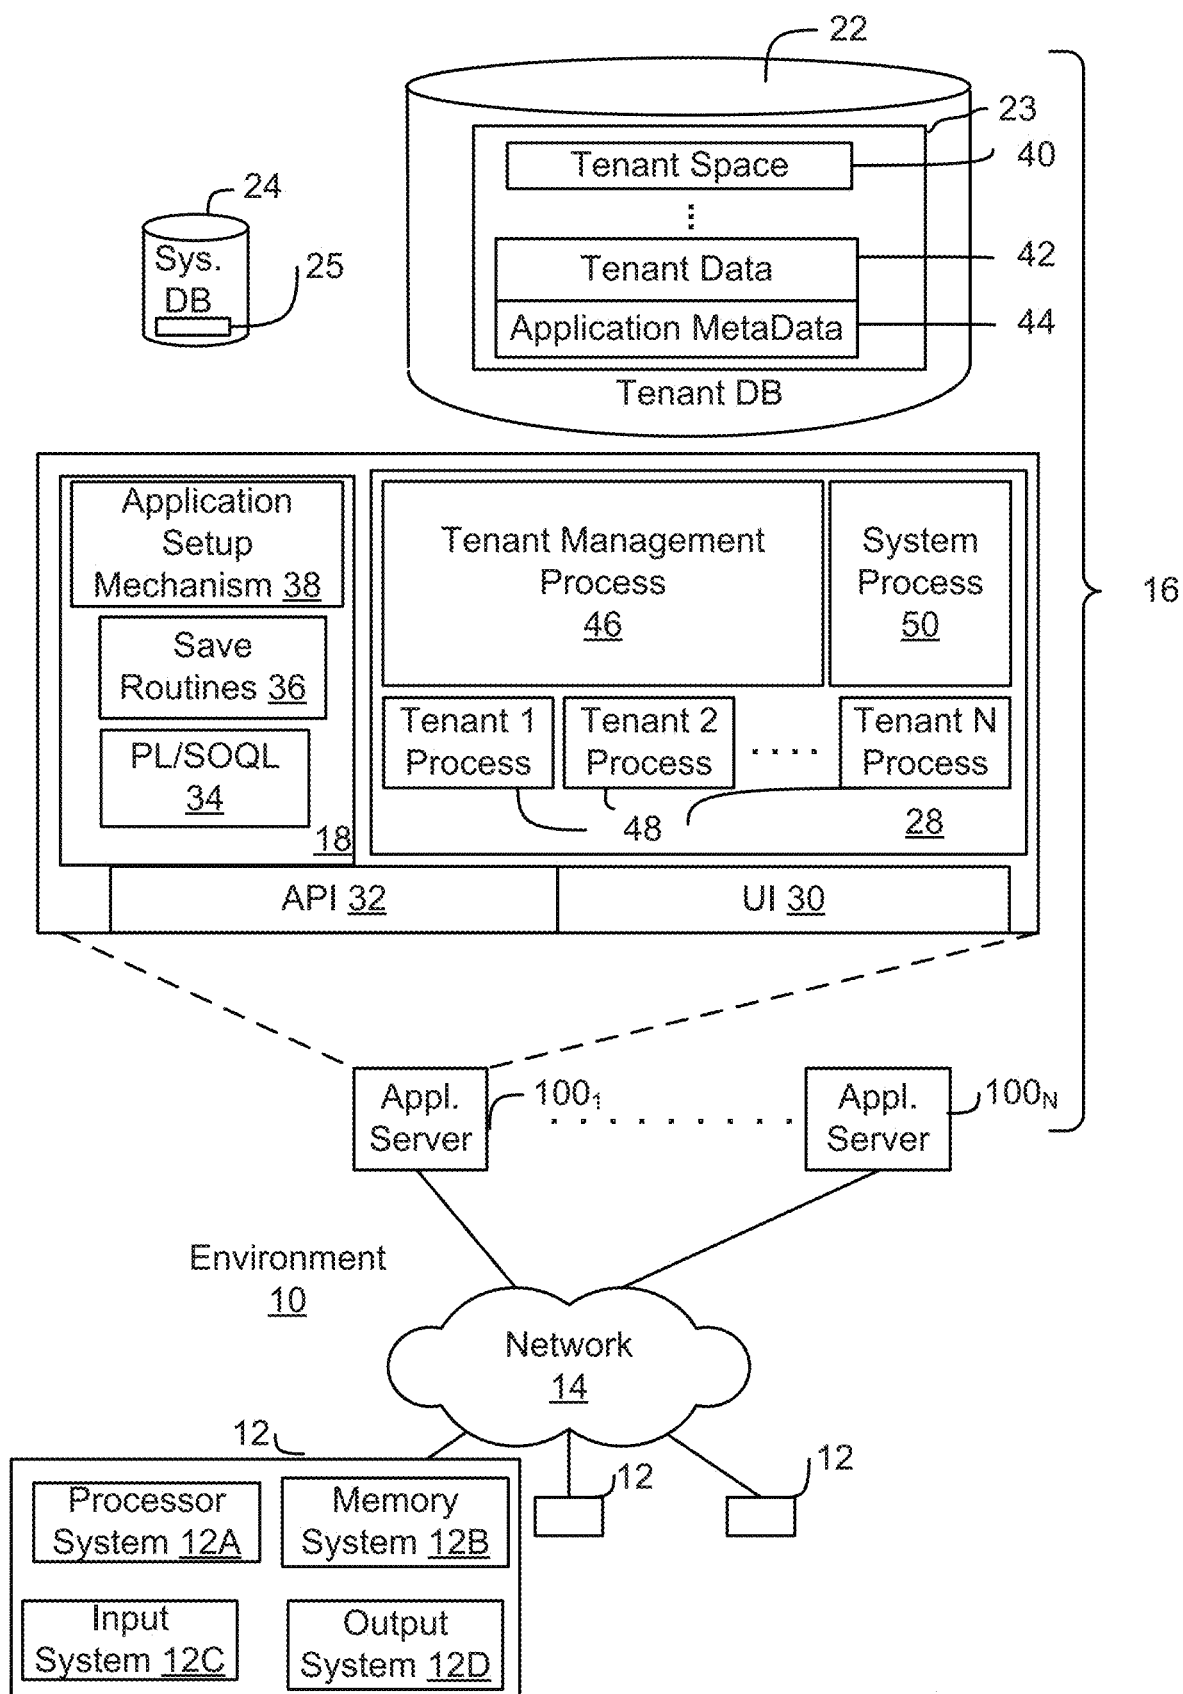 22
23
Tenant Space
40
24
Sys.
DB
25
Tenant Data
42
Application MetaData
44
Tenant DB
16
Application
Setup
Mechanism 38
Tenant Management
Process
46
System
Process
50
Save
Routines 36
PL/SOQL
34
18
Tenant 1
Process
Tenant 2
Process
Tenant N
Process
48
28
API 32
UI 30
Appl.
Server
100₁
Appl.
Server
100N
Environment
10
Network
14
12
12
12
Processor
System 12A
Memory
System 12B
Input
System 12C
Output
System 12D